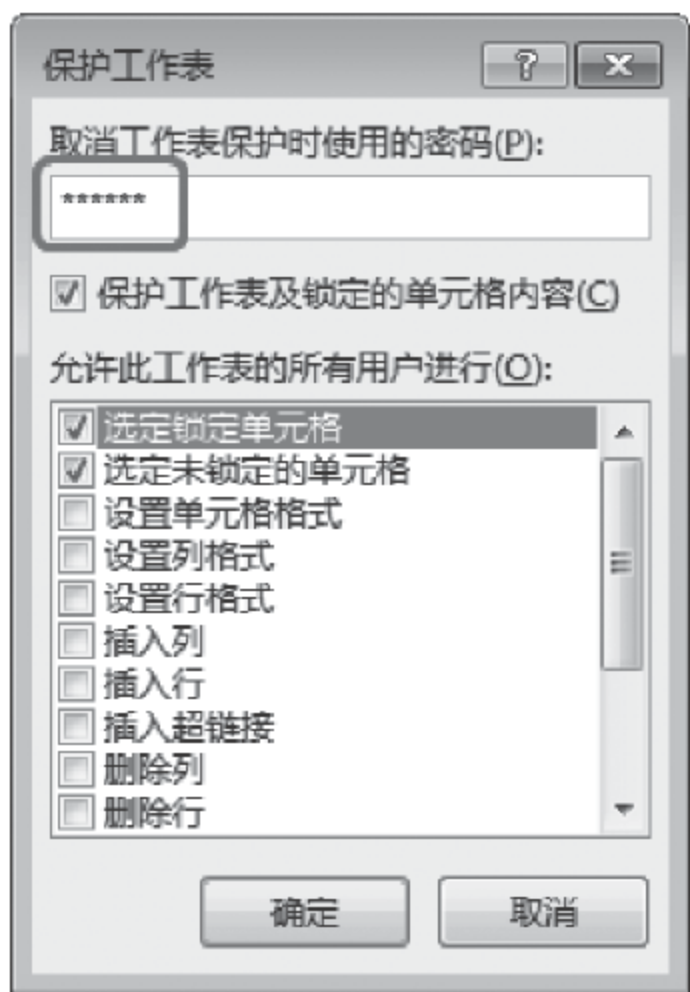 保护工作表
取消工作表保护时使用的密码(P):
******
保护工作表及锁定的单元格内容(C)
允许此工作表的所有用户进行(O):
选定锁定单元格
选定未锁定的单元格
设置单元格格式
设置列格式
设置行格式
插入列
插入行
插入超链接
删除列
删除行
确定 取消